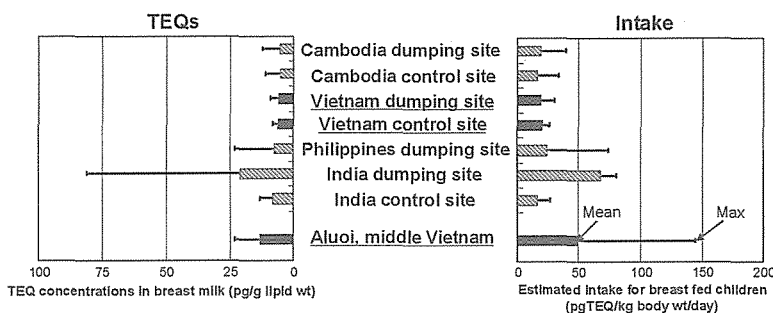 TEQs
Intake
Cambodia dumping site
Cambodia control site
Vietnam dumping site
Vietnam control site
Philippines dumping site
India dumping site
India control site
Mean
Max
Aluoi, middle Vietnam
100 75 50 25 0
0 50 100 150 200
TEQ concentrations in breast milk (pg/g lipid wt)
Estimated intake for breast fed children
(pgTEQ/kg body wt/day)